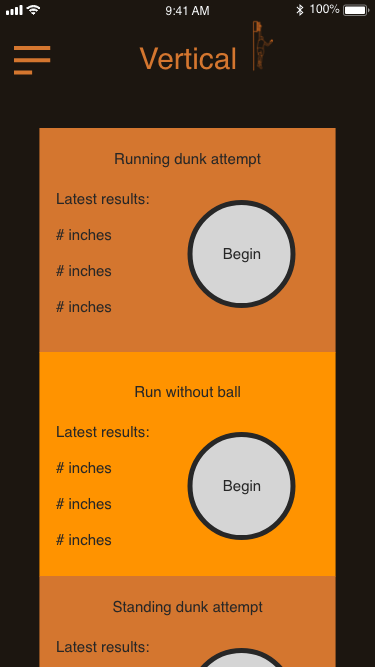 9:41 AM
100%
Vertical
Running dunk attempt
Latest results:
# inches
# inches
# inches
Begin
Run without ball
Latest results:
# inches
# inches
# inches
Begin
Standing dunk attempt
Latest results: